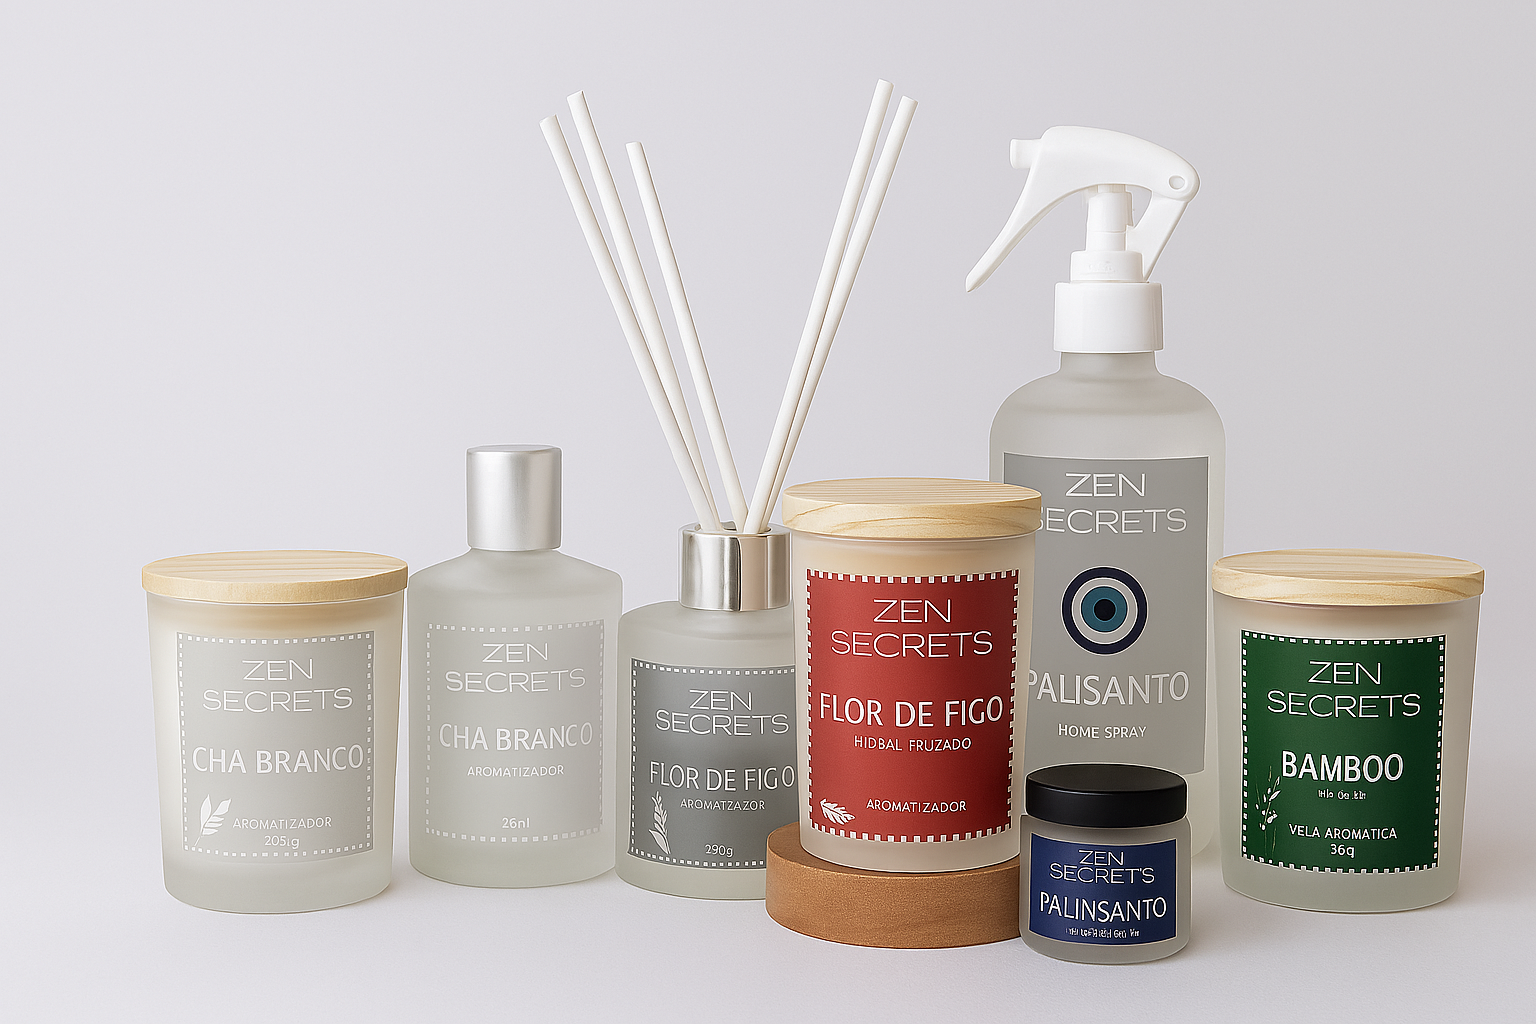 ZEN
SECRETS
CHA BRANCO
AROMATIZADOR
ZEN
SECRETS
CHA BRANCO
AROMATIZADOR
ZEN
SECRETS
FLOR DE FIGO
AROMATZAZOR
290g
ZEN
SECRETS
FLOR DE FIGO
HIDBAL FRUZADO
AROMATIZADOR
ZEN
SECRETS
PALISANTO
HOME SPRAY
ZEN
SECRET'S
PALINSANTO
ZEN
SECRETS
BAMBOO
VELA AROMATICA
36g